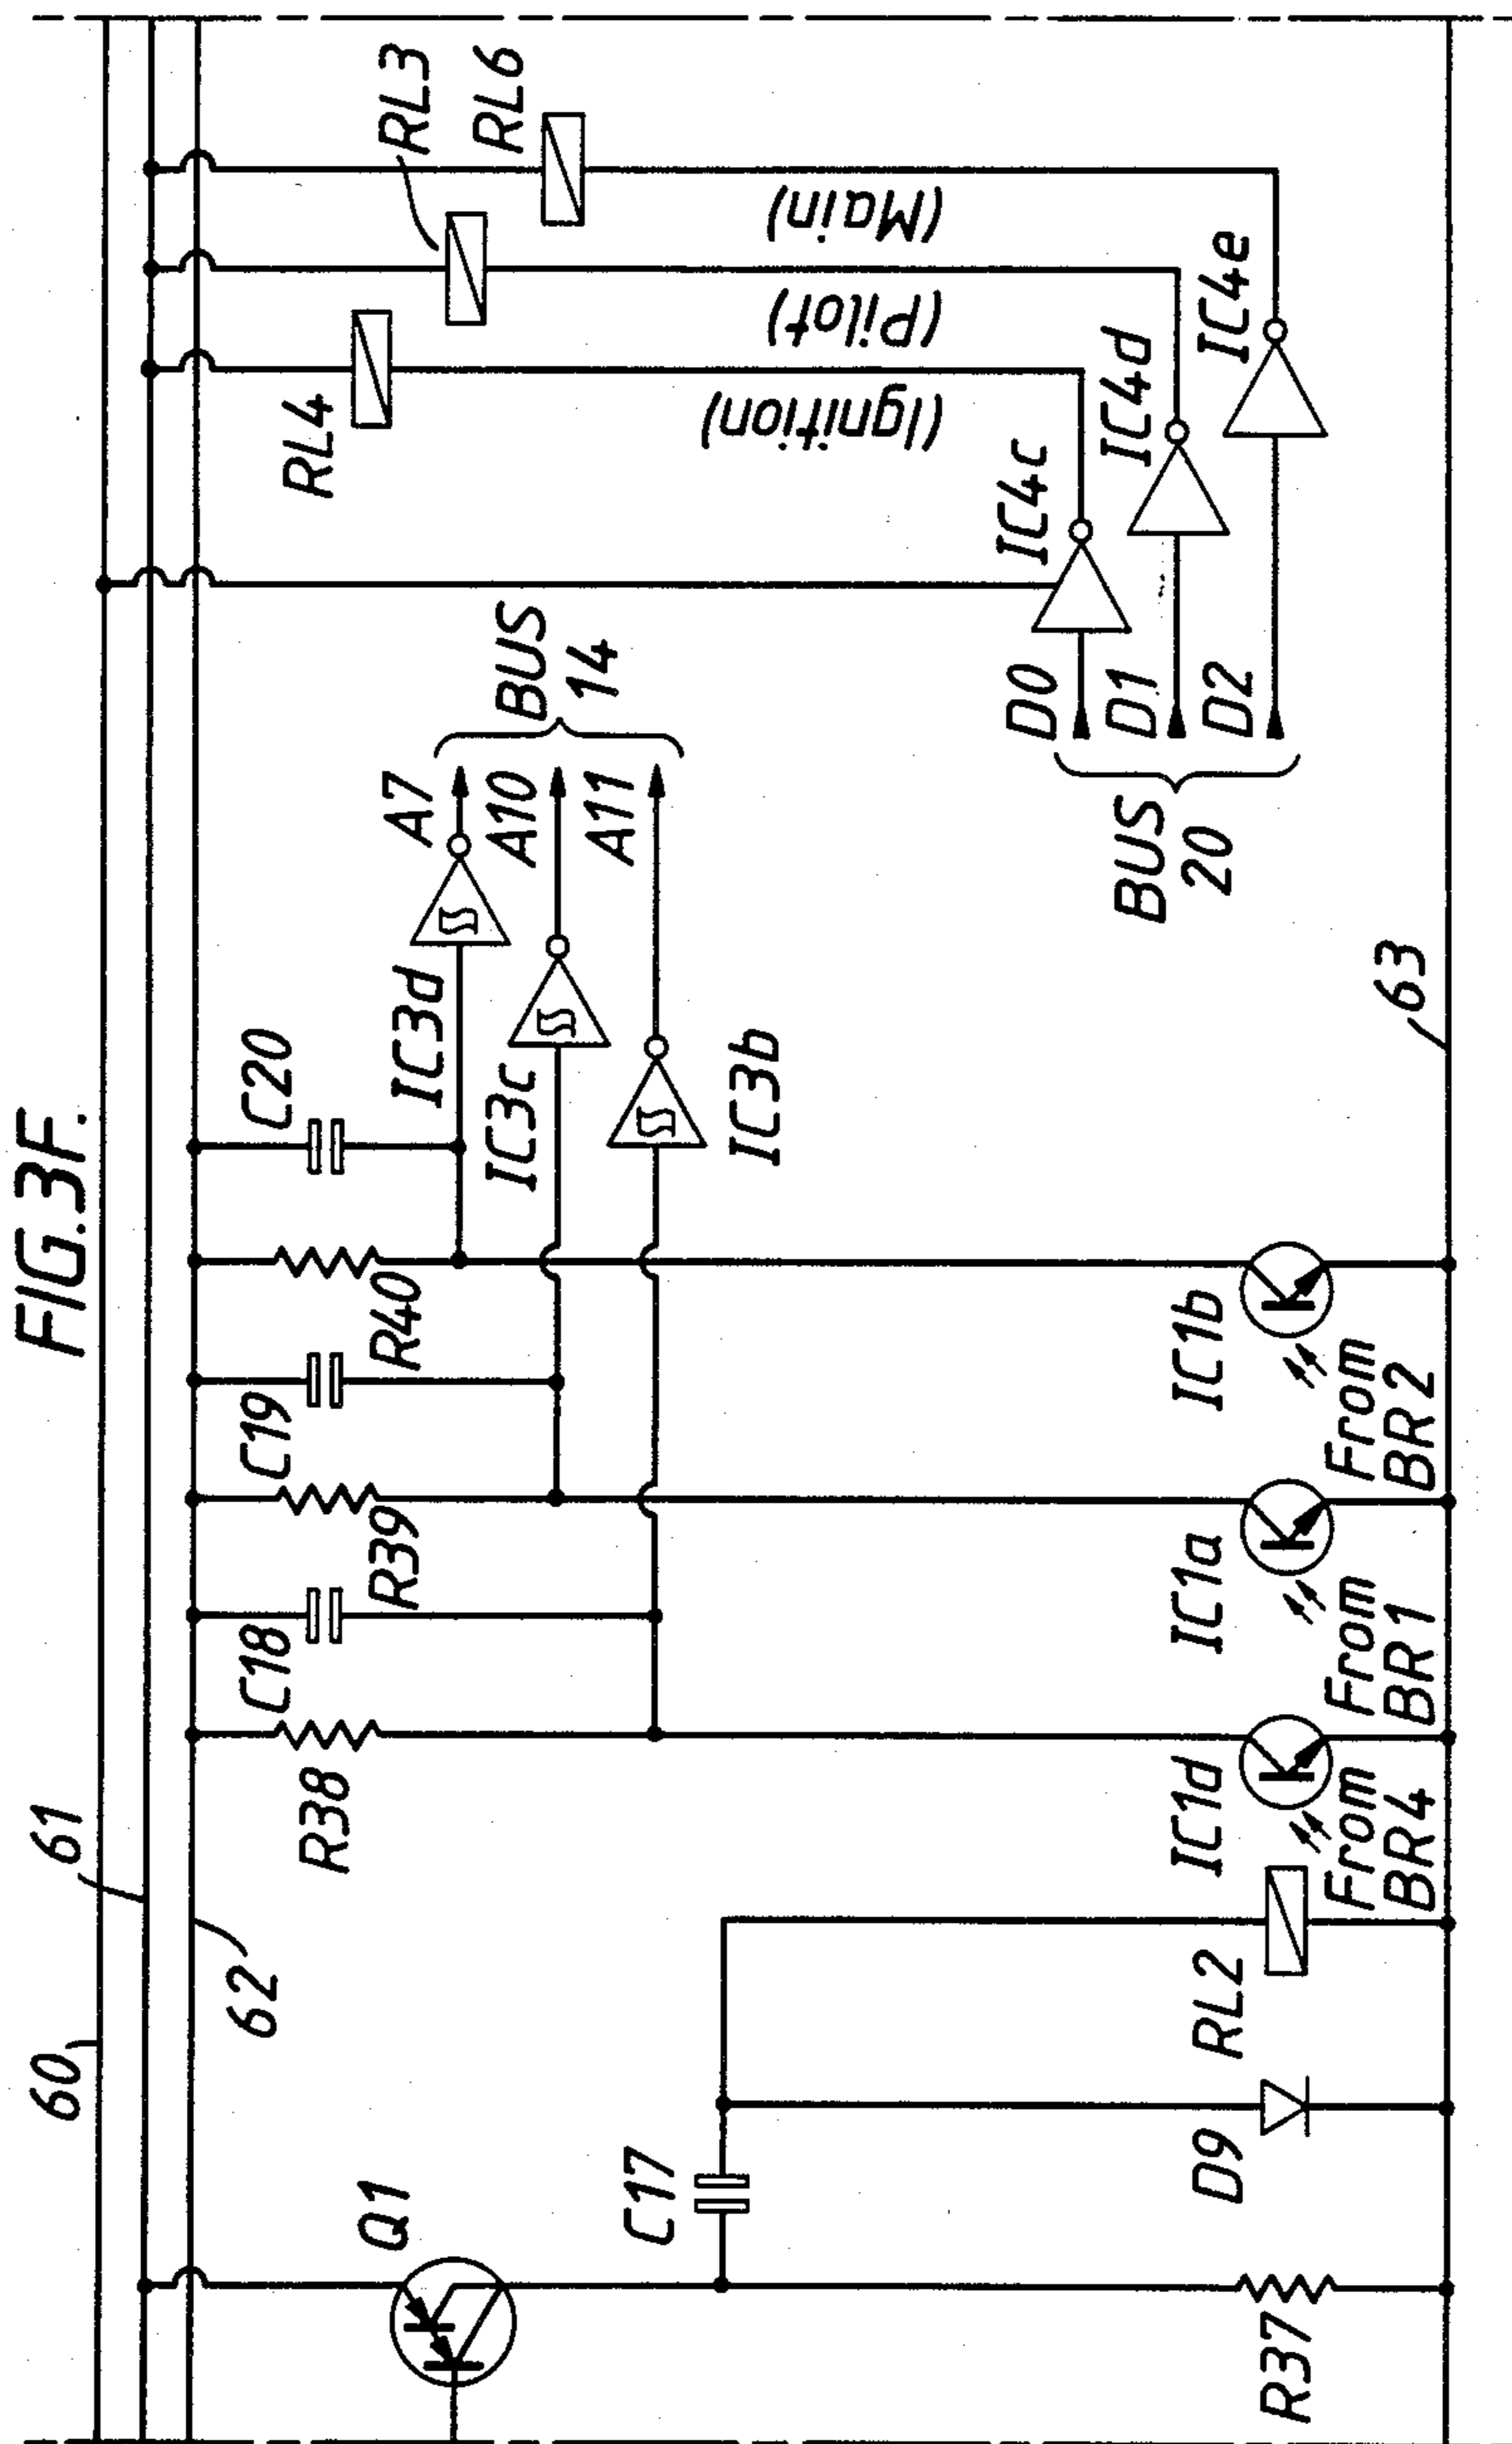 FIG.3F.
60
61
62
Q1
C17
R37
D9
RL2
R38
C18
R39
C19
R40
C20
IC1d
From
BR4
IC1a
From
BR1
IC1b
From
BR2
IC3d
IC3c
IC3b
A7
A10
A11
BUS
14
BUS
20
D0
D1
D2
IC4c
IC4d
IC4e
RL4
RL3
RL6
(Ignition)
(Pilot)
(Main)
63